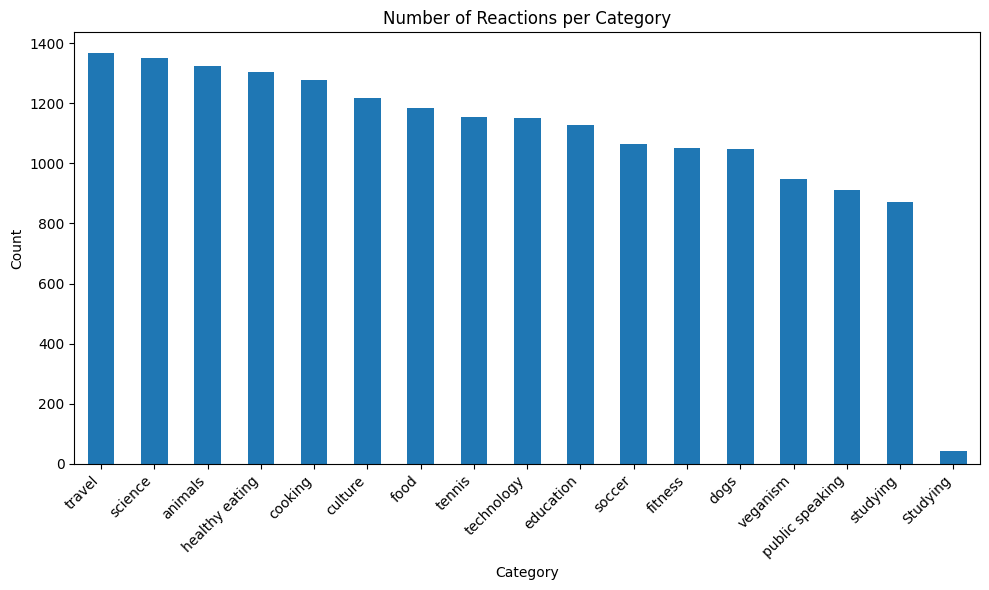 Number of Reactions per Category
1400
1200
1000
800
600
400
200
0
Count
travel
science
animals
healthy eating
cooking
culture
food
tennis
technology
education
soccer
fitness
dogs
veganism
public speaking
studying
Studying
Category